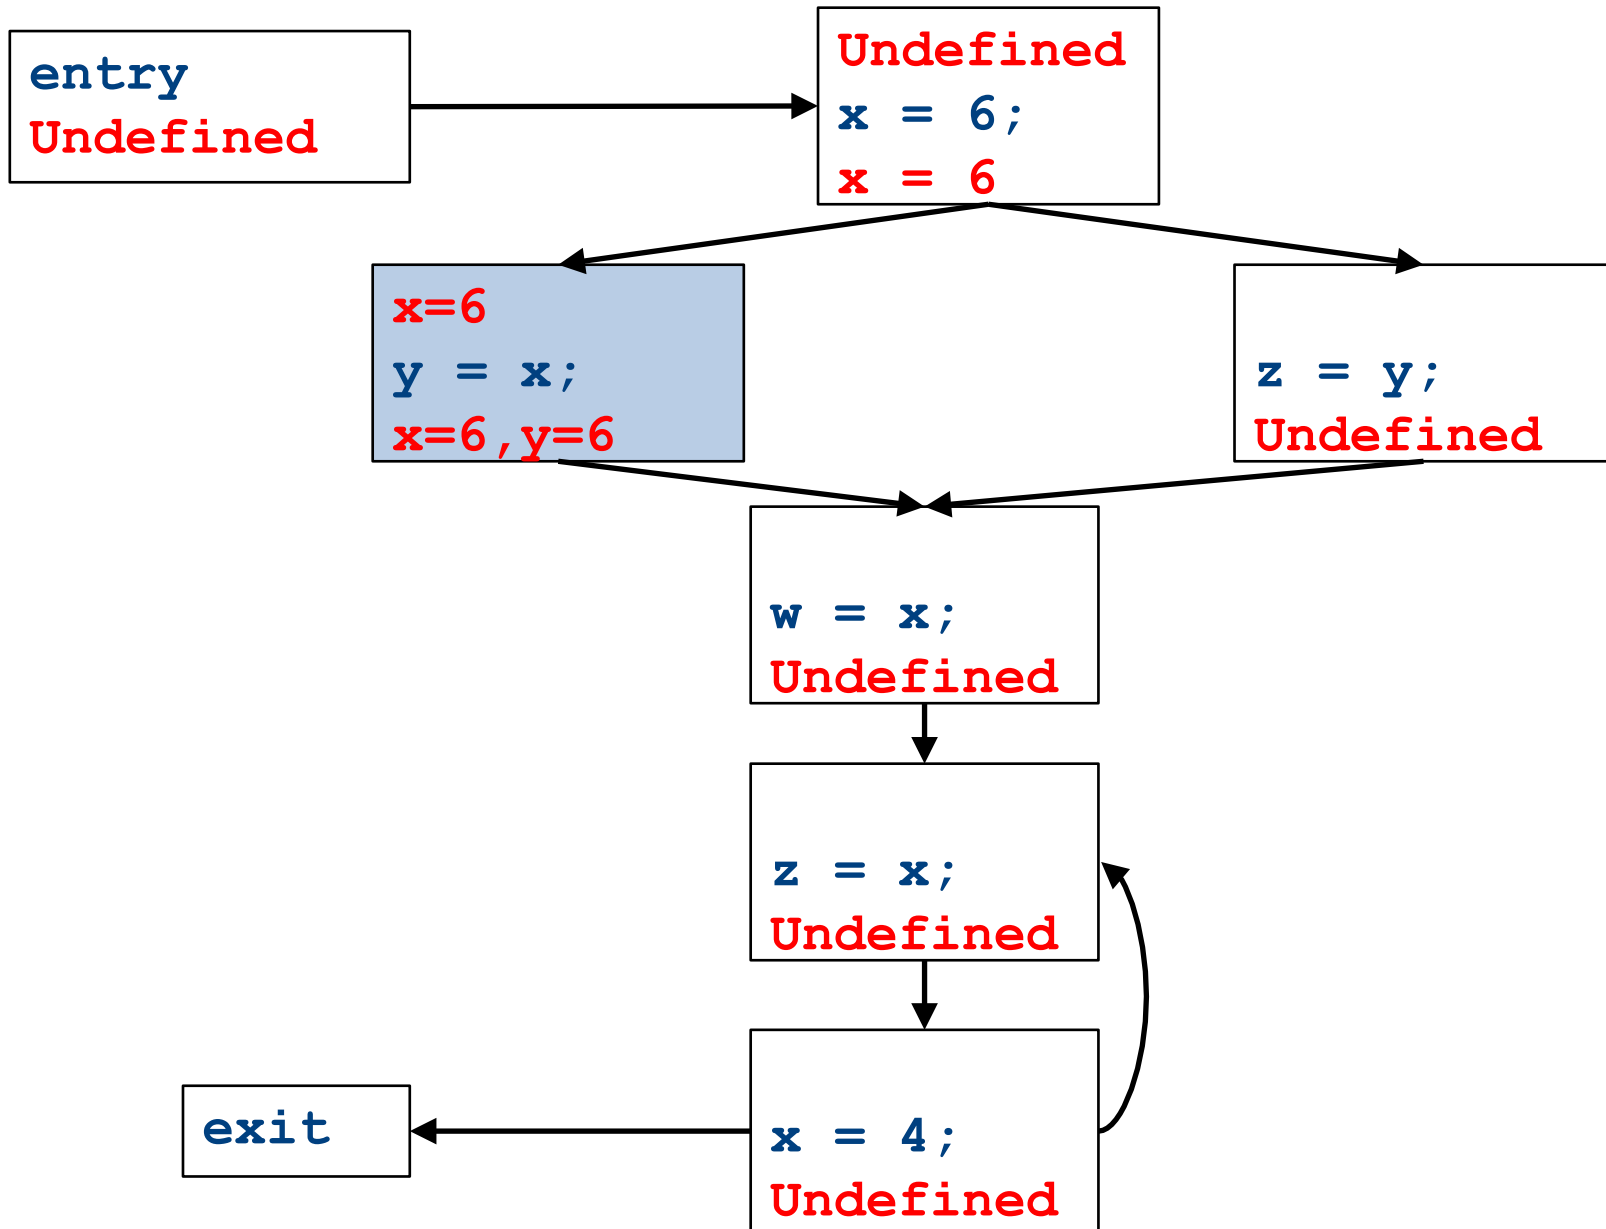 entry
Undefined
Undefined
x = 6;
x = 6
x=6
y = x;
x=6,y=6
z = y;
Undefined
w = x;
Undefined
z = x;
Undefined
exit
x = 4;
Undefined